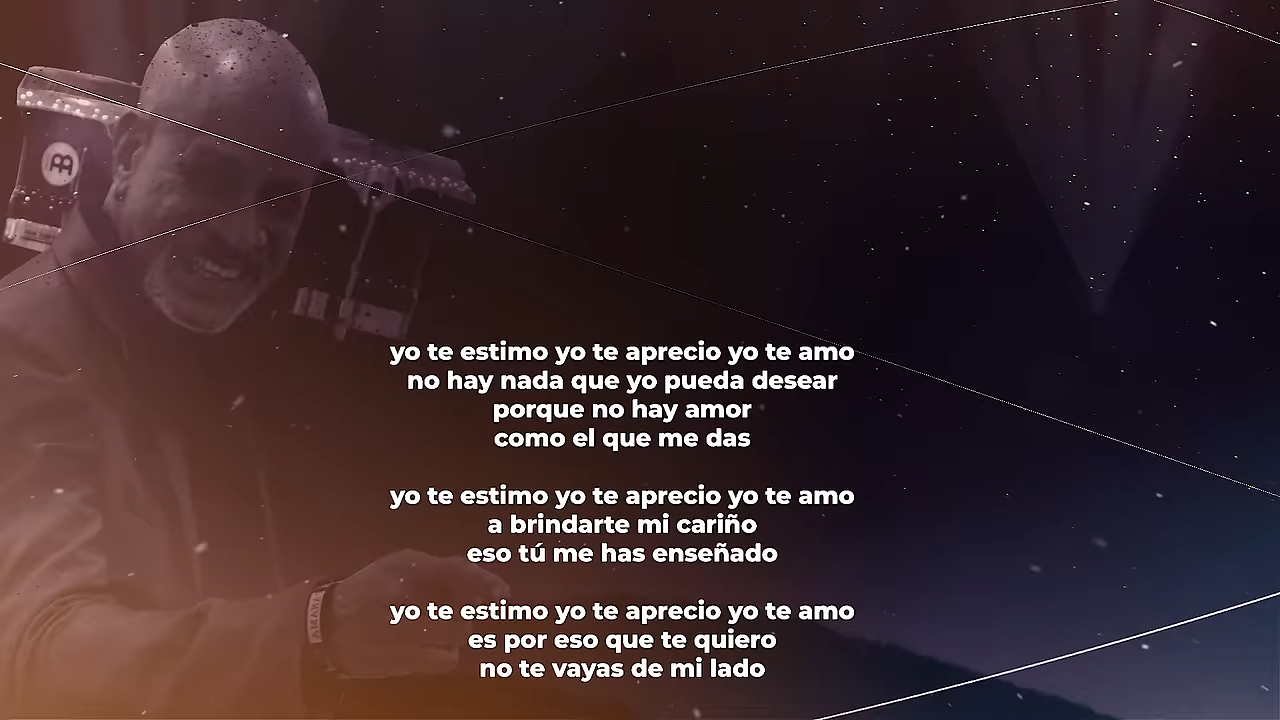 yo te estimo yo te aprecio yo te amo
no hay nada que yo pueda desear
porque no hay amor
como el que me das
yo te estimo yo te aprecio yo te amo
a brindarte mi cariño
eso tú me has enseñado
yo te estimo yo te aprecio yo te amo
es por eso que te quiero
no te vayas de mi lado